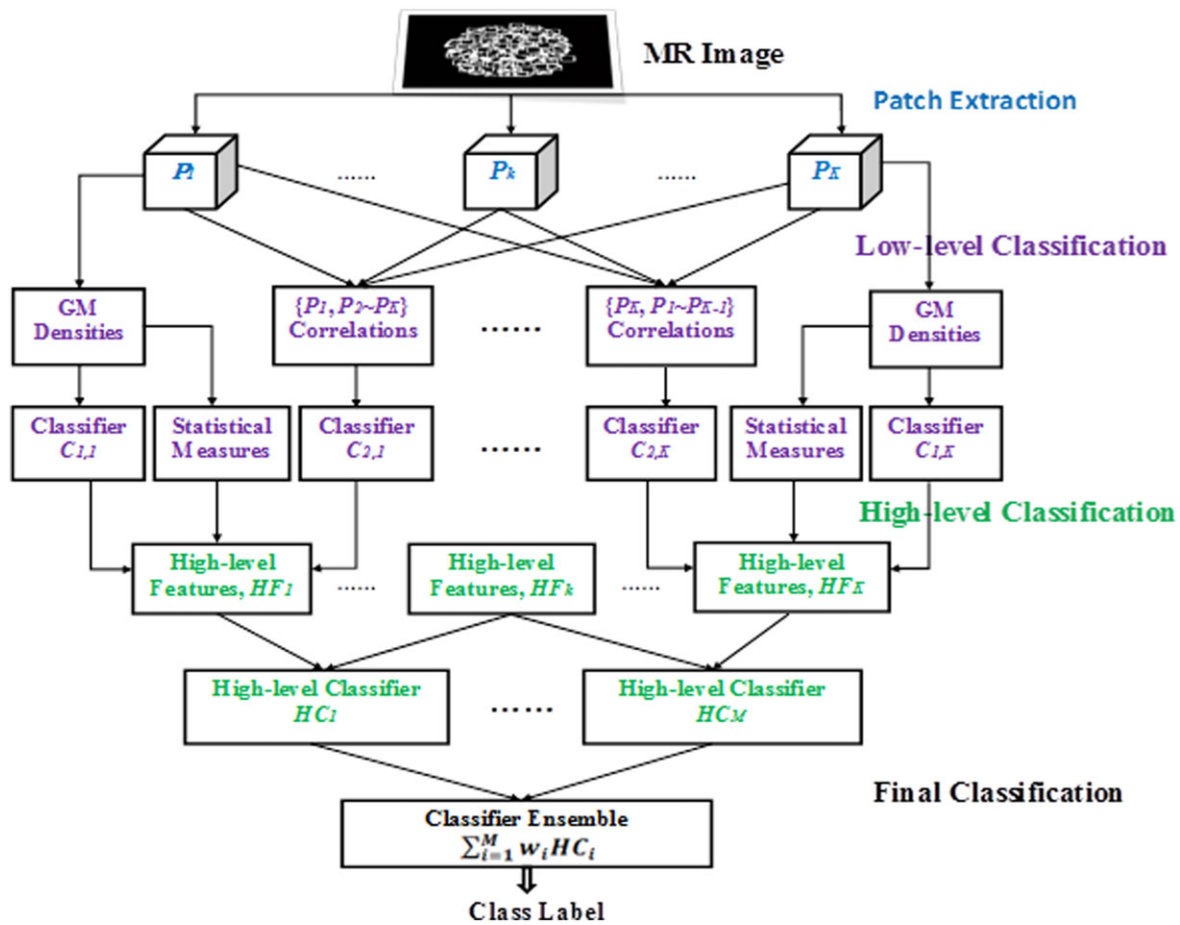 MR Image
Patch Extraction
P1
......
Pk
......
PK
Low-level Classification
GM
Densities
{P1, P2~PK}
Correlations
......
{PK, P1~PK-1}
Correlations
GM
Densities
Classifier
C1,1
Statistical
Measures
Classifier
C2,1
......
Classifier
C2,K
Statistical
Measures
Classifier
C1,K
High-level Classification
High-level
Features, HF1
......
High-level
Features, HFk
......
High-level
Features, HFK
High-level Classifier
HC1
......
High-level Classifier
HCM
Final Classification
Classifier Ensemble
∑_{i=1}^{M} w_i HC_i
Class Label